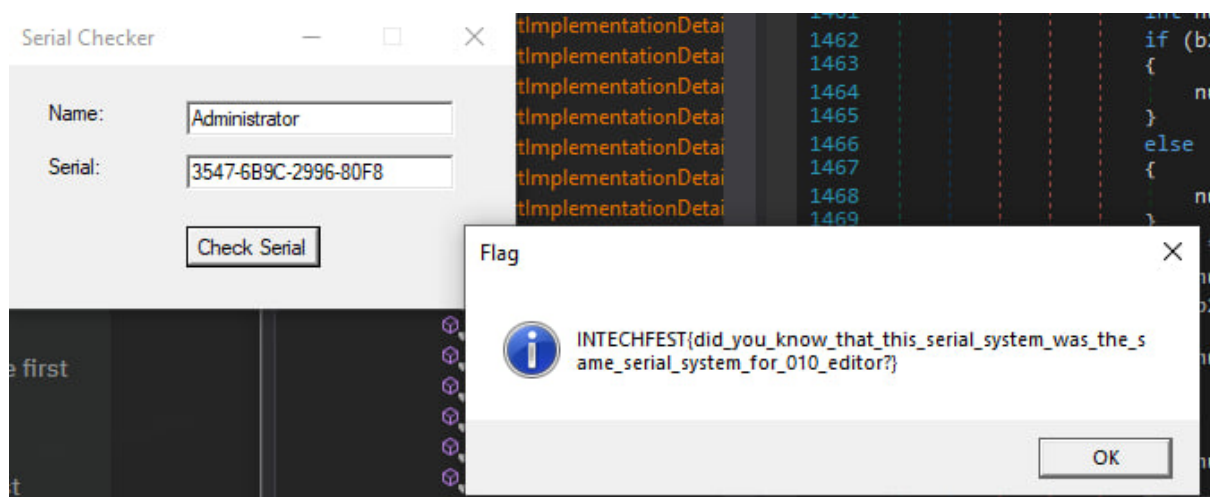 Serial Checker
Name:
Administrator
Serial:
3547-6B9C-2996-80F8
Check Serial
first
tImplementationDetai
tImplementationDetai
tImplementationDetai
tImplementationDetai
tImplementationDetai
tImplementationDetai
tImplementationDetai
1461
1462 if (b
1463 {
1464
1465 }
1466 else
1467 {
1468
1469 }
Flag
INTECHFEST{did_you_know_that_this_serial_system_was_the_s
ame_serial_system_for_010_editor?}
OK